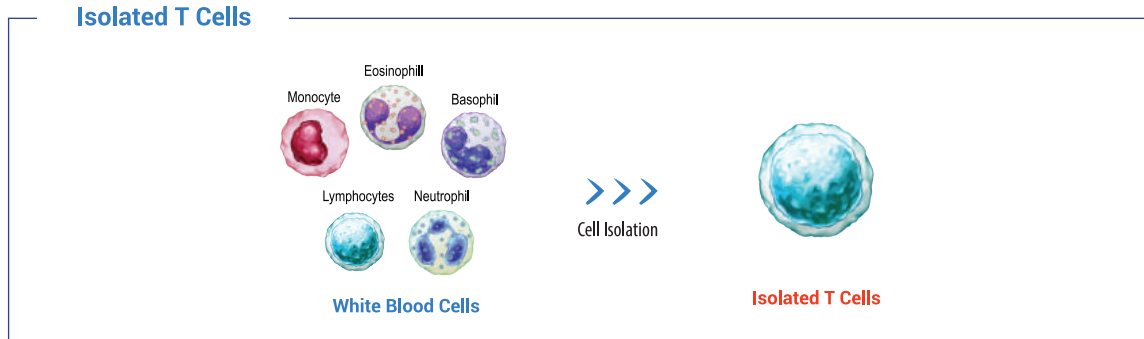 Isolated T Cells
Eosinophill
Monocyte
Basophil
Lymphocytes
Neutrophil
Cell Isolation
White Blood Cells
Isolated T Cells